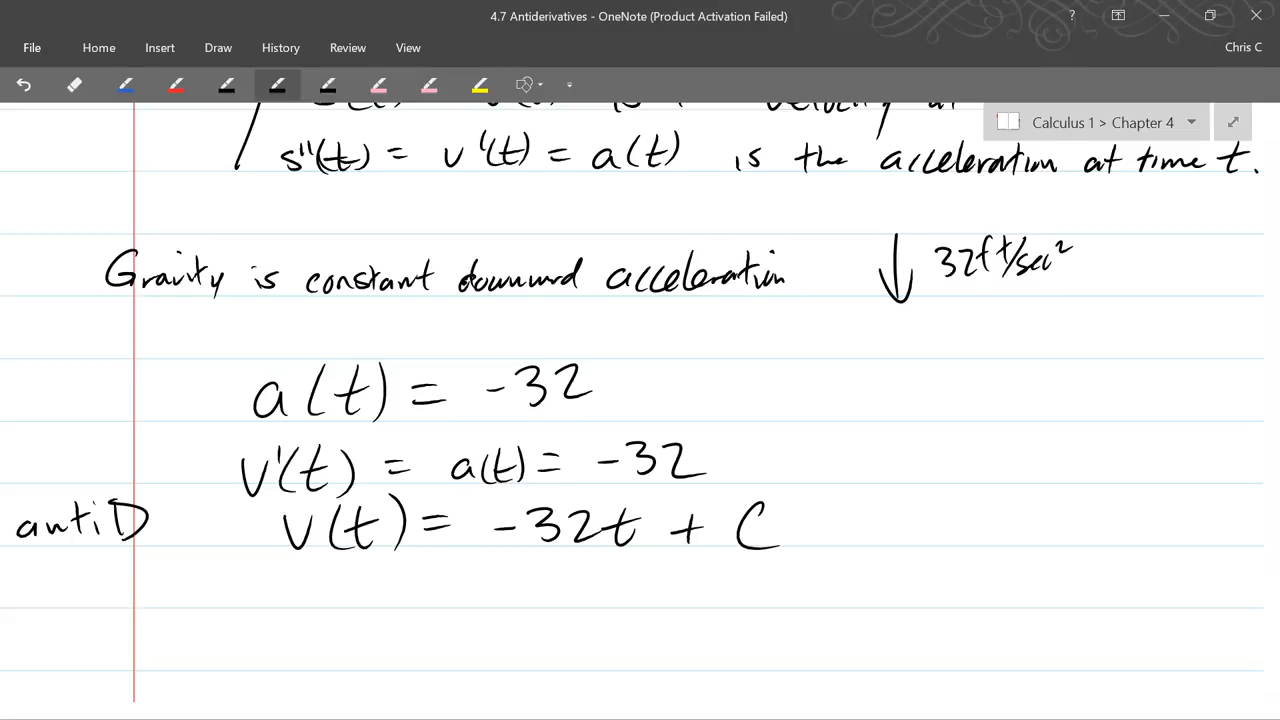 4.7 Antiderivatives - OneNote (Product Activation Failed)
?
File Home Insert Draw History Review View Chris C
Calculus 1 > Chapter 4
s''(t) = v'(t) = a(t) is the acceleration at time t.
Gravity is constant downward acceleration ↓ 32ft/sec²
a(t) = -32
v'(t) = a(t) = -32
antiD v(t) = -32t + C